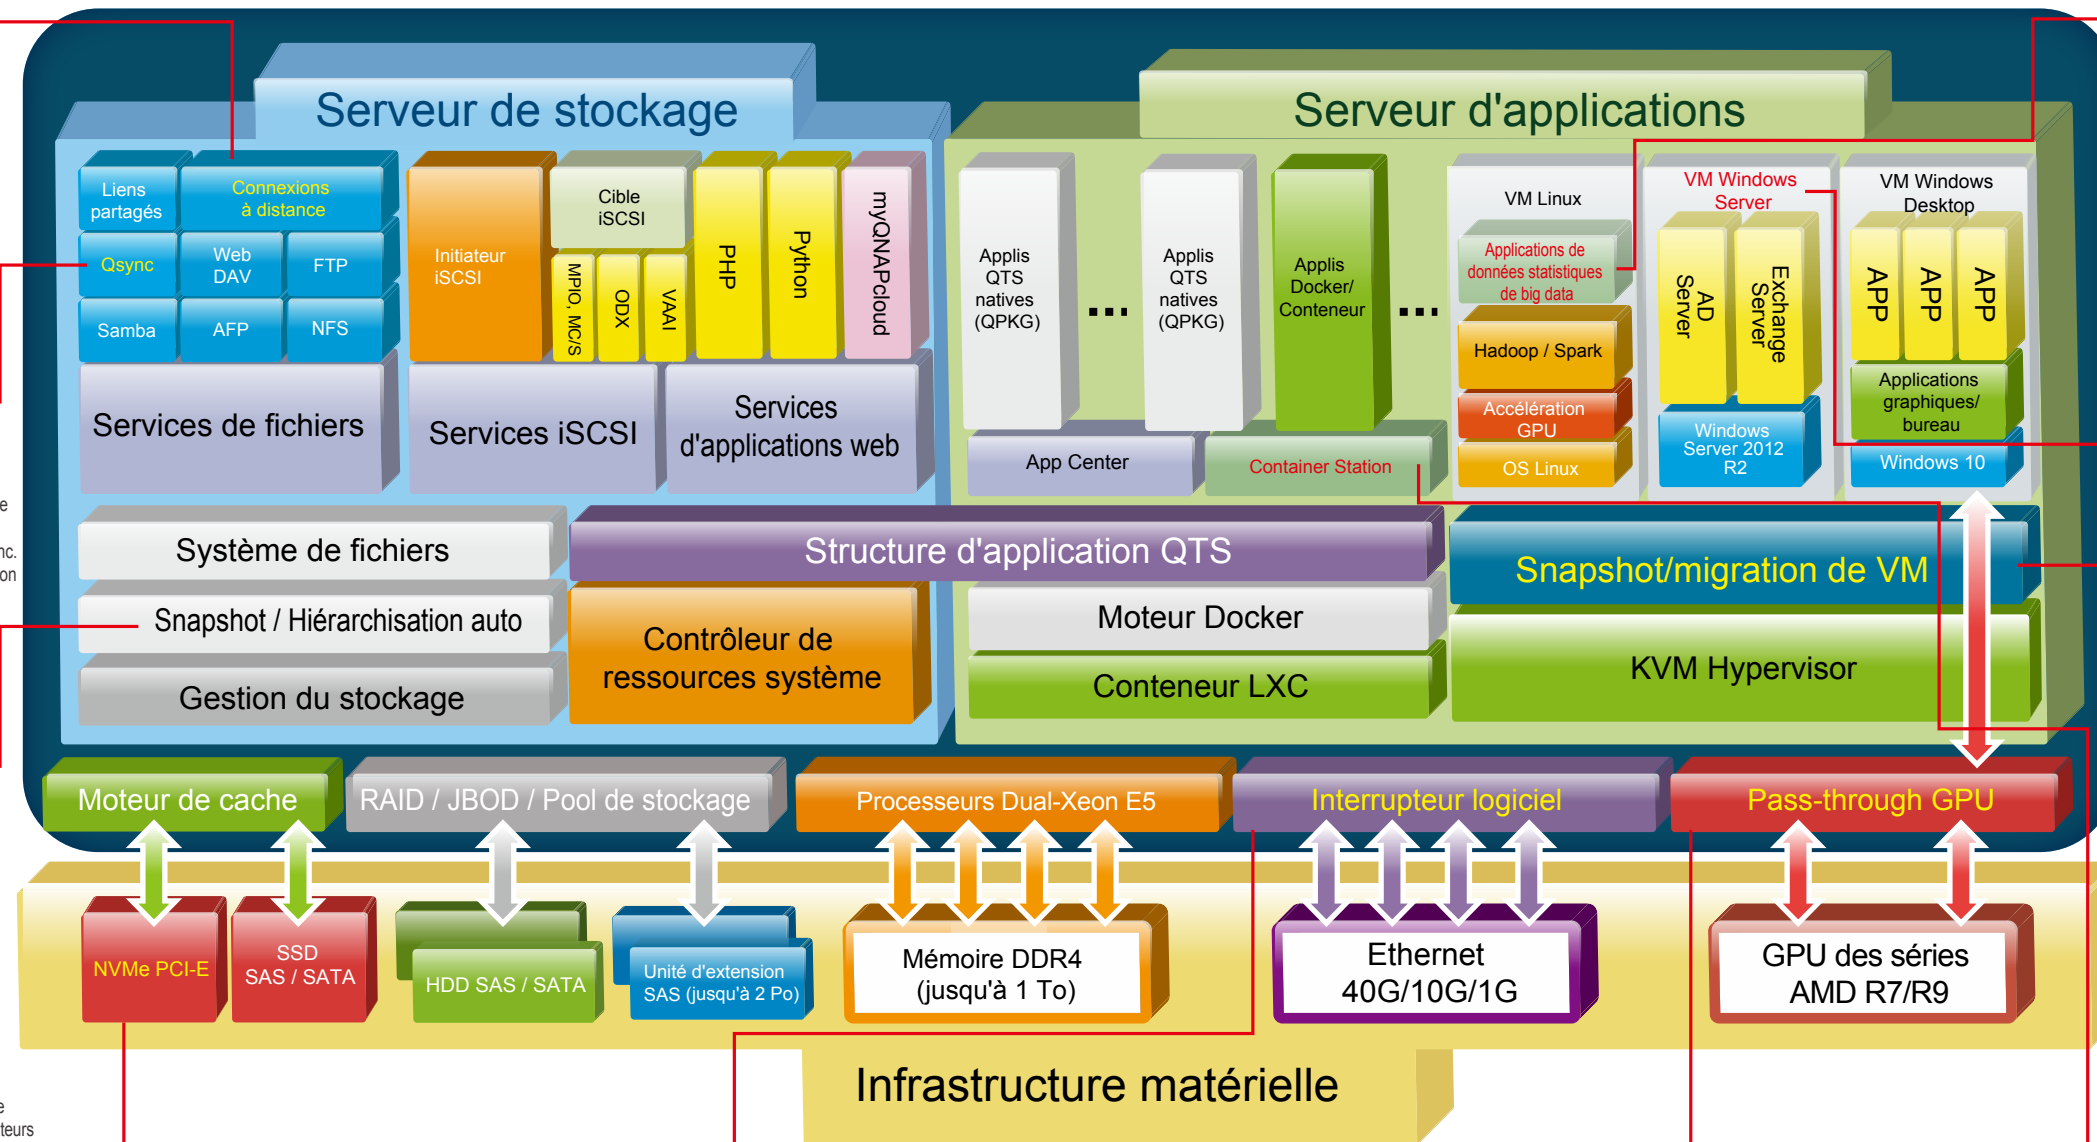 Serveur de stockage
Serveur d'applications
Liens
partagés
Connexions
à distance
Qsync
Web
DAV
FTP
Samba
AFP
NFS
Services de fichiers
Initiateur
iSCSI
Cible
iSCSI
MPIO, MC/S
ODX
VAAI
Services iSCSI
PHP
Python
myQNAPcloud
Services
d'applications web
Applis
QTS
natives
(QPKG)
...
Applis
QTS
natives
(QPKG)
Applis
Docker/
Conteneur
...
App Center
Container Station
VM Linux
Applications de
données statistiques
de big data
Hadoop / Spark
Accélération
GPU
OS Linux
VM Windows
Server
AD
Server
Exchange
Server
Windows
Server 2012
R2
VM Windows
Desktop
APP
APP
APP
Applications
graphiques/
bureau
Windows 10
Système de fichiers
Structure d'application QTS
Snapshot/migration de VM
Snapshot / Hiérarchisation auto
Contrôleur de
ressources système
Moteur Docker
KVM Hypervisor
Gestion du stockage
Conteneur LXC
Moteur de cache
RAID / JBOD / Pool de stockage
Processeurs Dual-Xeon E5
Interrupteur logiciel
Pass-through GPU
NVMe PCI-E
SSD
SAS / SATA
HDD SAS / SATA
Unité d'extension
SAS (jusqu'à 2 Po)
Mémoire DDR4
(jusqu'à 1 To)
Ethernet
40G/10G/1G
GPU des séries
AMD R7/R9
Infrastructure matérielle
e
nc.
on
e
teurs